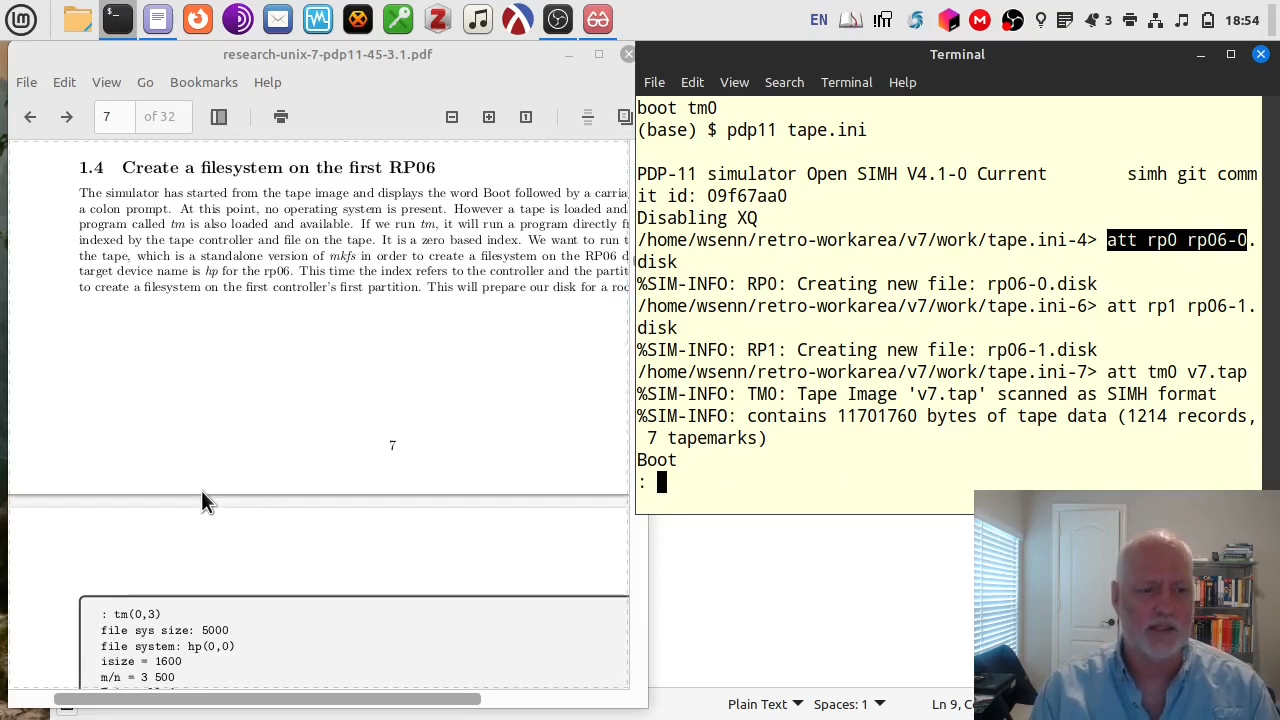 EN
3
18:54
research-unix-7-pdp11-45-3.1.pdf
File Edit View Go Bookmarks Help
7 of 32
1.4 Create a filesystem on the first RP06
The simulator has started from the tape image and displays the word Boot followed by a carria
a colon prompt. At this point, no operating system is present. However a tape is loaded and
program called tm is also loaded and available. If we run tm, it will run a program directly f
indexed by the tape controller and file on the tape. It is a zero based index. We want to run t
the tape, which is a standalone version of mkfs in order to create a filesystem on the RP06 d
target device name is hp for the rp06. This time the index refers to the controller and the partit
to create a filesystem on the first controller's first partition. This will prepare our disk for a roo
7
: tm(0,3)
file sys size: 5000
file system: hp(0,0)
isize = 1600
m/n = 3 500
Terminal
File Edit View Search Terminal Help
boot tm0
(base) $ pdp11 tape.ini
PDP-11 simulator Open SIMH V4.1-0 Current simh git comm
it id: 09f67aa0
Disabling XQ
/home/wsenn/retro-workarea/v7/work/tape.ini-4> att rp0 rp06-0.
disk
%SIM-INFO: RP0: Creating new file: rp06-0.disk
/home/wsenn/retro-workarea/v7/work/tape.ini-6> att rp1 rp06-1.
disk
%SIM-INFO: RP1: Creating new file: rp06-1.disk
/home/wsenn/retro-workarea/v7/work/tape.ini-7> att tm0 v7.tap
%SIM-INFO: TM0: Tape Image 'v7.tap' scanned as SIMH format
%SIM-INFO: contains 11701760 bytes of tape data (1214 records,
7 tapemarks)
Boot
:
Plain Text Spaces: 1 Ln 9, C